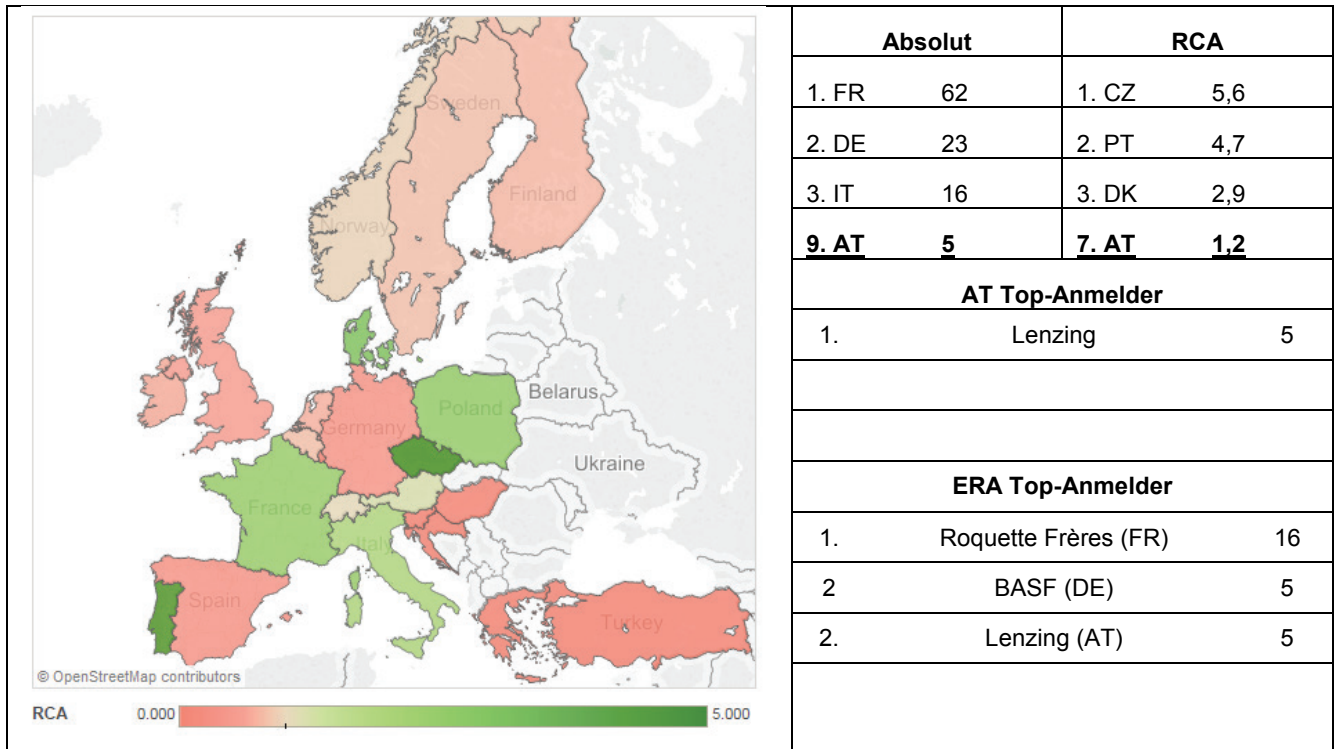 Sweden
Finland
Norway
Belarus
Poland
Germany
Ukraine
France
Italy
Spain
Turkey
© OpenStreetMap contributors
RCA 0.000 5.000
Absolut RCA
1. FR 62 1. CZ 5,6
2. DE 23 2. PT 4,7
3. IT 16 3. DK 2,9
9. AT 5 7. AT 1,2
AT Top-Anmelder
1. Lenzing 5
ERA Top-Anmelder
1. Roquette Frères (FR) 16
2 BASF (DE) 5
2. Lenzing (AT) 5